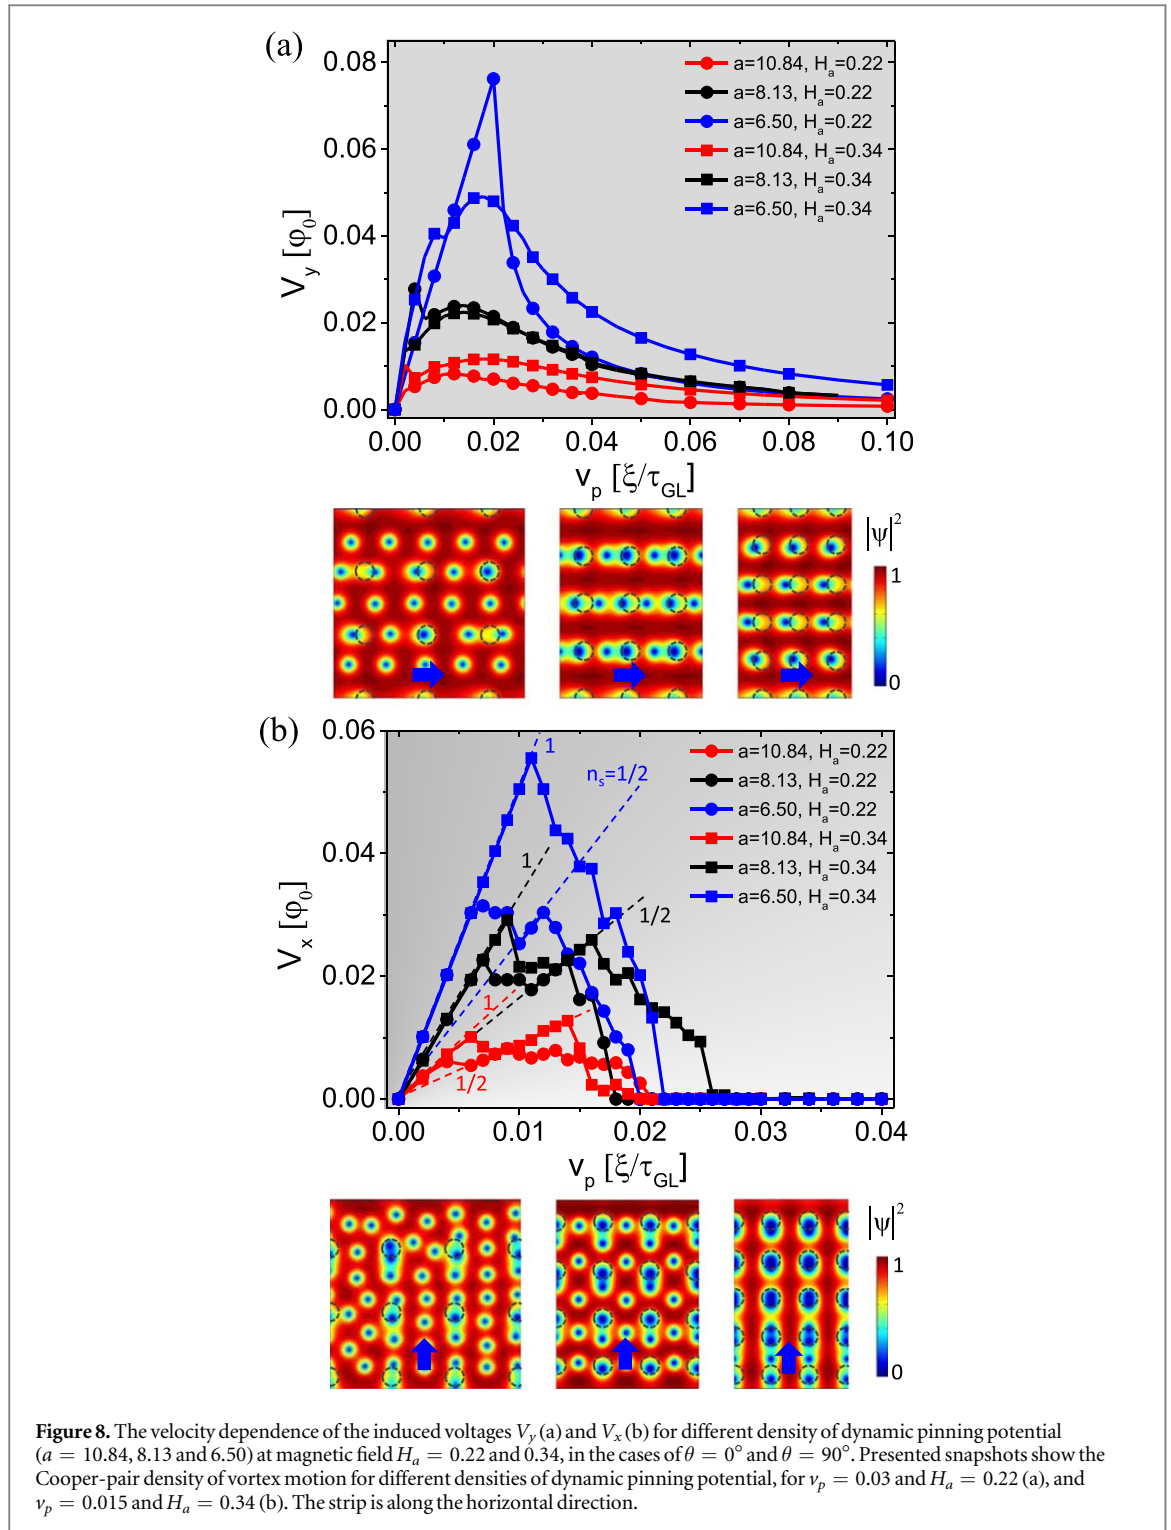 (a)
0.08
0.06
0.04
0.02
0.00
V_y [φ_0]
a=10.84, H_a=0.22
a=8.13, H_a=0.22
a=6.50, H_a=0.22
a=10.84, H_a=0.34
a=8.13, H_a=0.34
a=6.50, H_a=0.34
0.00 0.02 0.04 0.06 0.08 0.10
v_p [ξ/τ_GL]
|ψ|^2
1
0
(b)
0.06
0.04
0.02
0.00
V_x [φ_0]
1
n_s=1/2
1
1/2
1
1/2
a=10.84, H_a=0.22
a=8.13, H_a=0.22
a=6.50, H_a=0.22
a=10.84, H_a=0.34
a=8.13, H_a=0.34
a=6.50, H_a=0.34
0.00 0.01 0.02 0.03 0.04
v_p [ξ/τ_GL]
|ψ|^2
1
0
Figure 8. The velocity dependence of the induced voltages V_y (a) and V_x (b) for different density of dynamic pinning potential
(a = 10.84, 8.13 and 6.50) at magnetic field H_a = 0.22 and 0.34, in the cases of θ = 0° and θ = 90°. Presented snapshots show the
Cooper-pair density of vortex motion for different densities of dynamic pinning potential, for v_p = 0.03 and H_a = 0.22 (a), and
v_p = 0.015 and H_a = 0.34 (b). The strip is along the horizontal direction.